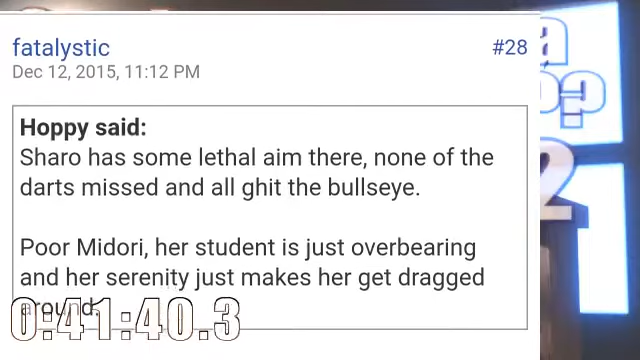 fatalystic
#28
Dec 12, 2015, 11:12 PM
Hoppy said:
Sharo has some lethal aim there, none of the
darts missed and all ghit the bullseye.
Poor Midori, her student is just overbearing
and her serenity just makes her get dragged
around.
0:41:40.3
2